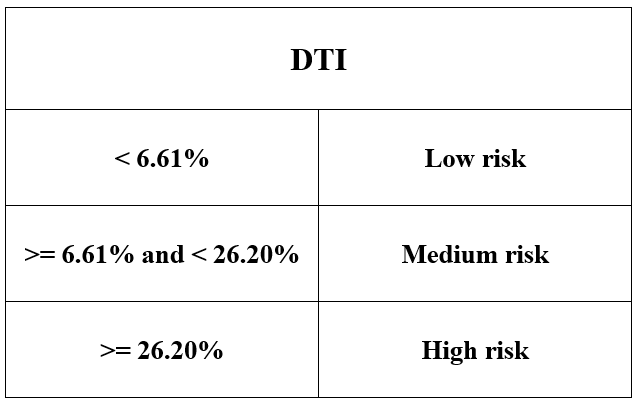 DTI
< 6.61%
Low risk
>= 6.61% and < 26.20%
Medium risk
>= 26.20%
High risk